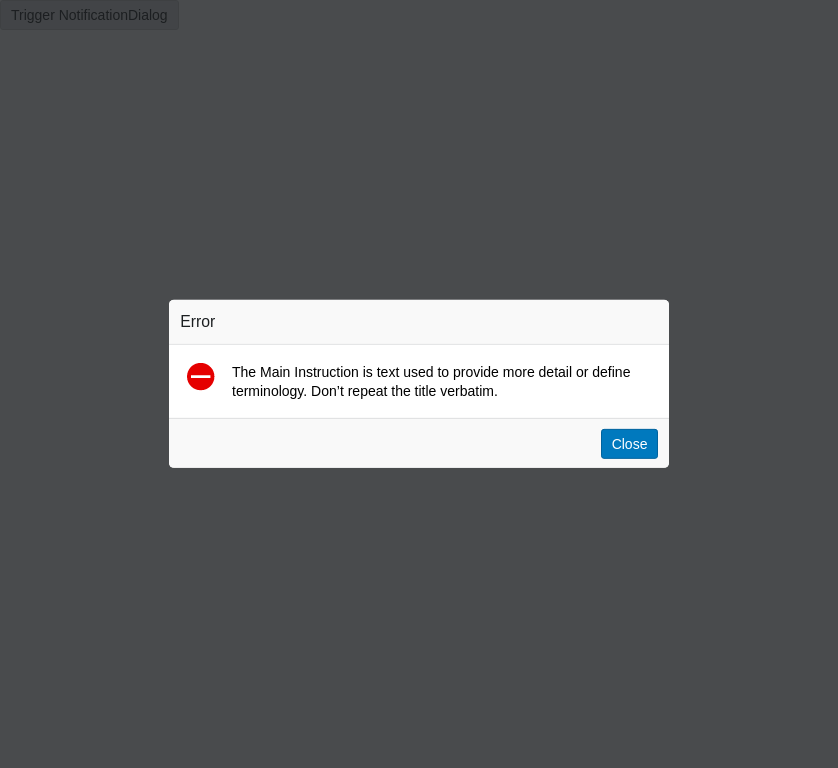 Trigger NotificationDialog
Error
The Main Instruction is text used to provide more detail or define
terminology. Don’t repeat the title verbatim.
Close